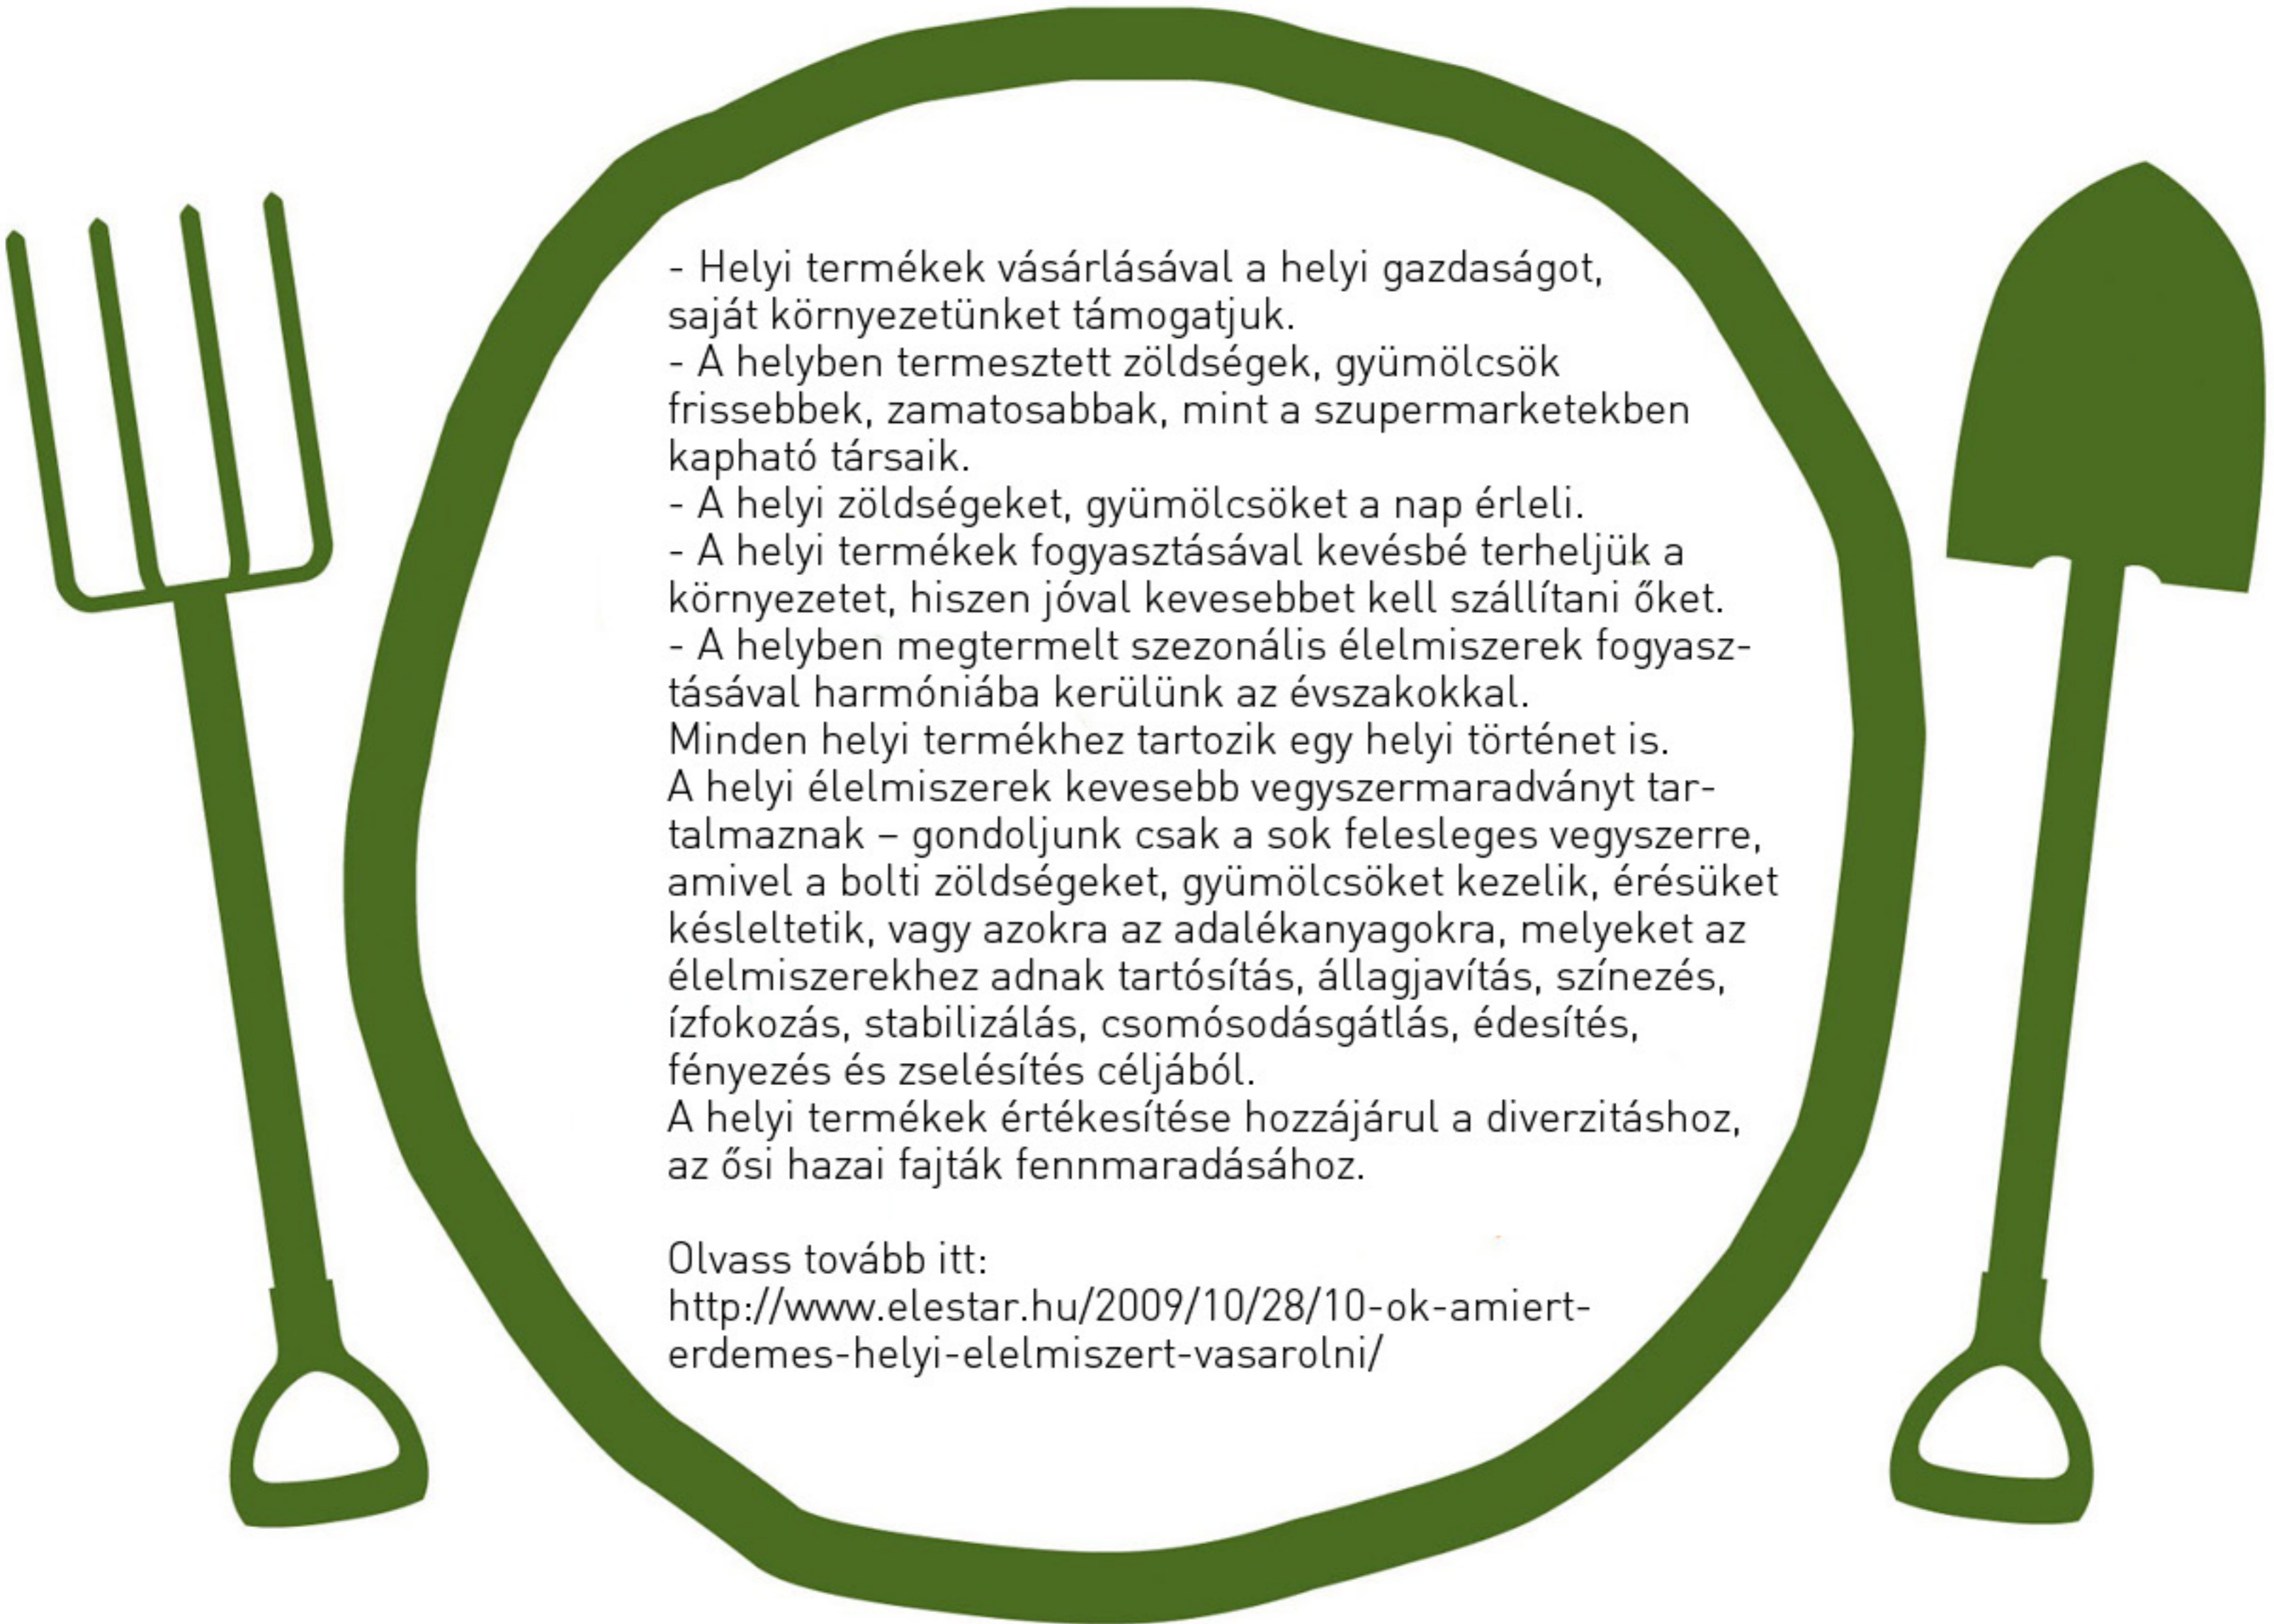 - Helyi termékek vásárlásával a helyi gazdaságot,
saját környezetünket támogatjuk.
- A helyben termesztett zöldségek, gyümölcsök
frissebbek, zamatosabbak, mint a szupermarketekben
kapható társaik.
- A helyi zöldségeket, gyümölcsöket a nap érleli.
- A helyi termékek fogyasztásával kevésbé terheljük a
környezetet, hiszen jóval kevesebbet kell szállítani őket.
- A helyben megtermelt szezonális élelmiszerek fogyasz-
tásával harmóniába kerülünk az évszakokkal.
Minden helyi termékhez tartozik egy helyi történet is.
A helyi élelmiszerek kevesebb vegyszermaradványt tar-
talmaznak – gondoljunk csak a sok felesleges vegyszerre,
amivel a bolti zöldségeket, gyümölcsöket kezelik, érésüket
késleltetik, vagy azokra az adalékanyagokra, melyeket az
élelmiszerekhez adnak tartósítás, állagjavítás, színezés,
ízfokozás, stabilizálás, csomósodásgátlás, édesítés,
fényezés és zselésítés céljából.
A helyi termékek értékesítése hozzájárul a diverzitáshoz,
az ősi hazai fajták fennmaradásához.
Olvass tovább itt:
http://www.elestar.hu/2009/10/28/10-ok-amiert-
erdemes-helyi-elelmiszert-vasarolni/